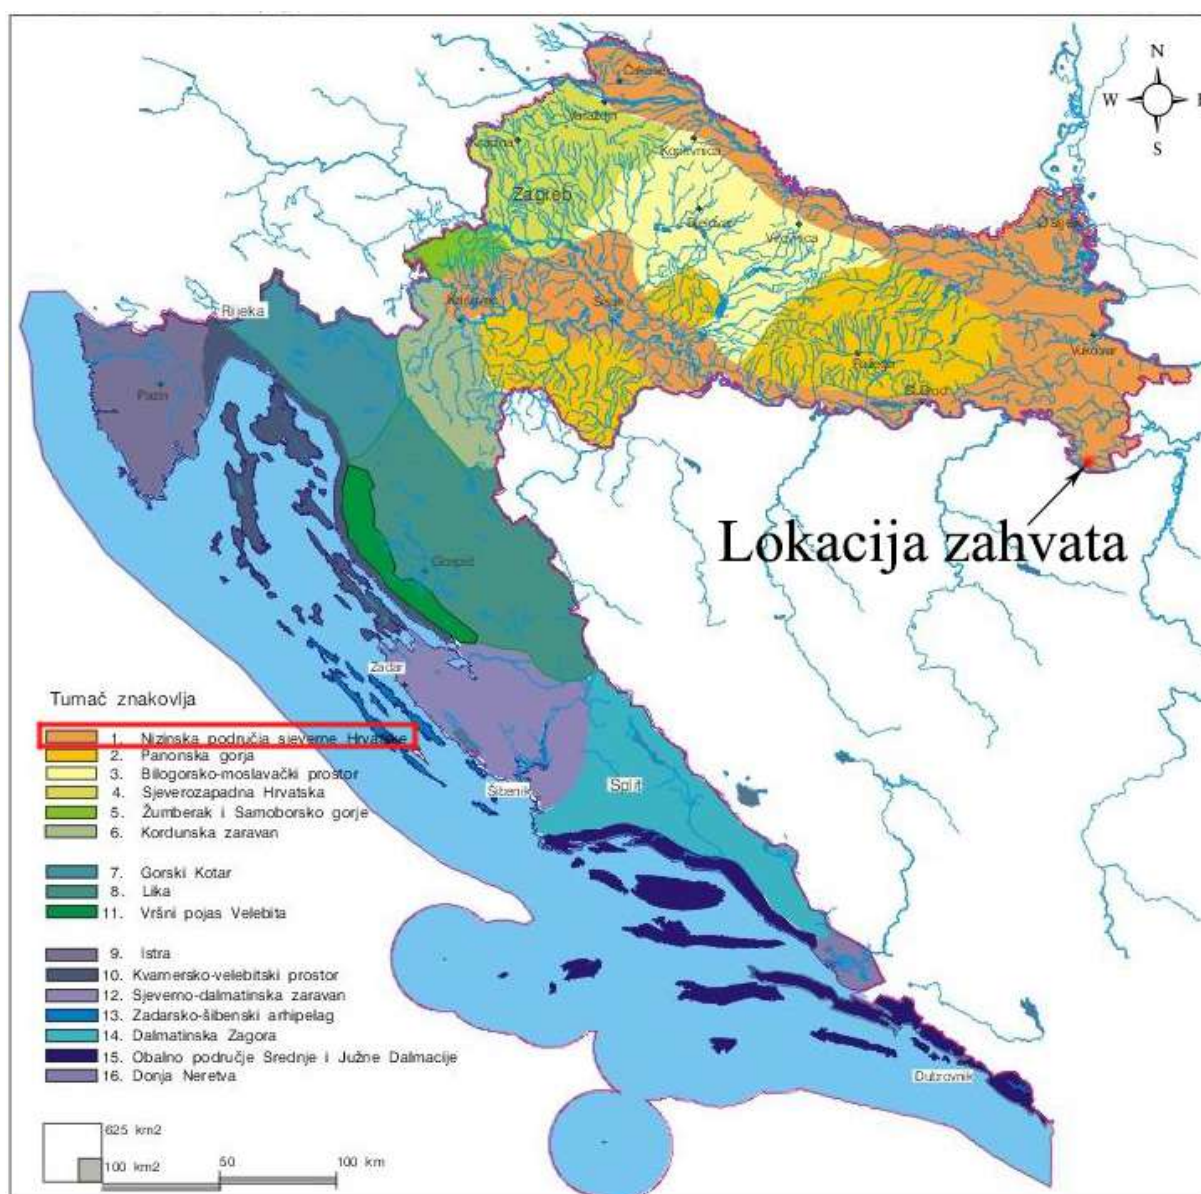 N
W
E
S
Čakovec
Varaždin
Krapina
Koprivnica
Zagreb
Bjelovar
Virovitica
Osijek
Karlovac
Sisak
Rijeka
Vukovar
Požega
Sl.Brod
Pazin
Lokacija zahvata
Gospić
Zadar
Šibenik
Split
Dubrovnik
Tumač znakovlja
1. Nizinska područja sjeverne Hrvatske
2. Panonska gorja
3. Bilogorsko-moslavački prostor
4. Sjeverozapadna Hrvatska
5. Žumberak i Samoborsko gorje
6. Kordunska zaravan
7. Gorski Kotar
8. Lika
11. Vršni pojas Velebita
9. Istra
10. Kvarnersko-velebitski prostor
12. Sjeverno-dalmatinska zaravan
13. Zadarsko-šibenski arhipelag
14. Dalmatinska Zagora
15. Obalno područje Srednje i Južne Dalmacije
16. Donja Neretva
625 km2
100 km2
50
100 km